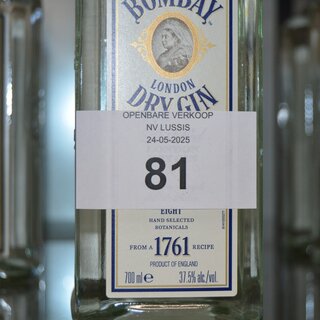 BOMBAY
LONDON
DRY GIN
OPENBARE VERKOOP
NV LUSSIS
24-05-2025
81
EIGHT
HAND SELECTED
BOTANICALS
FROM A 1761 RECIPE
PRODUCT OF ENGLAND
700 ml e 37.5% alc./vol.